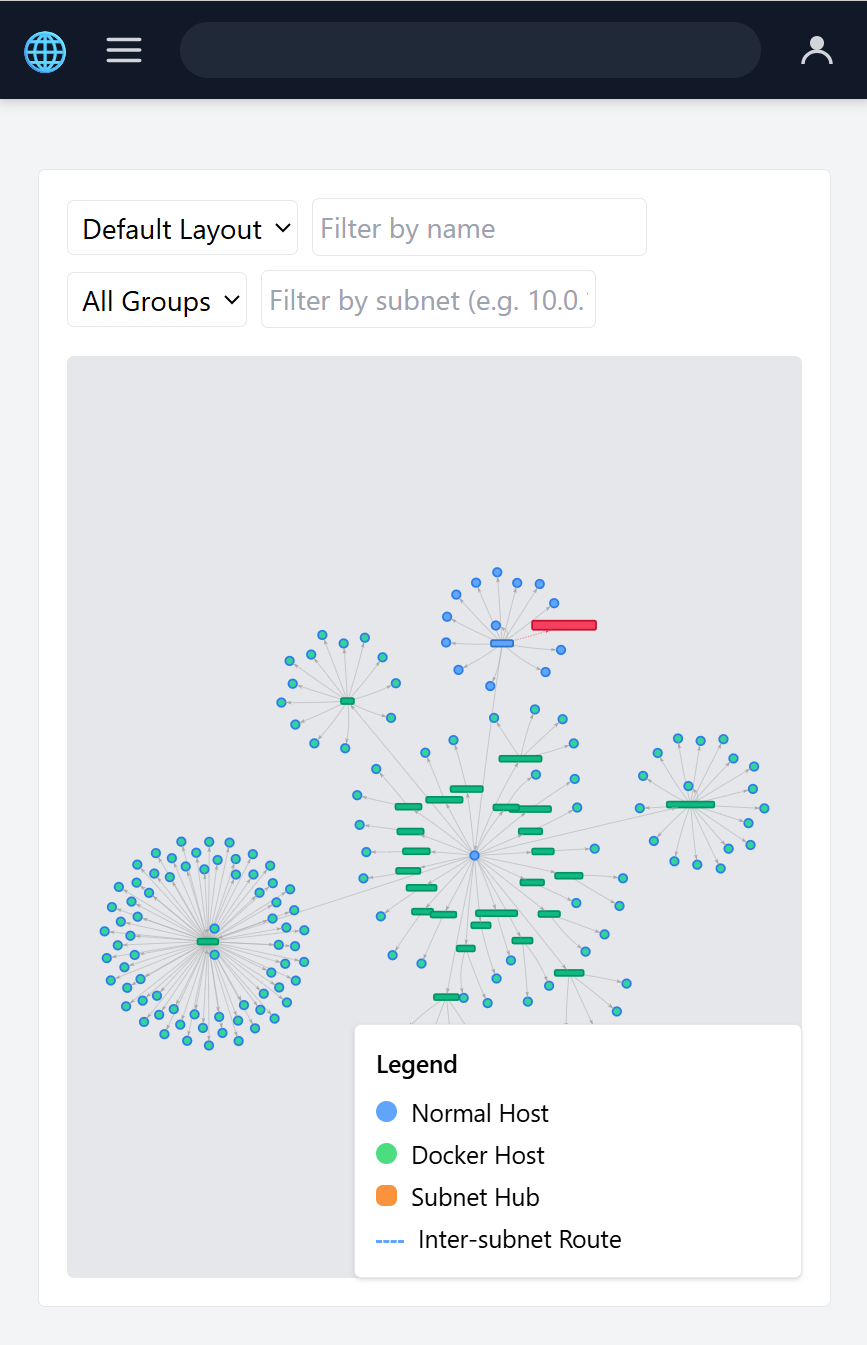 Default Layout
Filter by name
All Groups
Filter by subnet (e.g. 10.0.
Legend
Normal Host
Docker Host
Subnet Hub
Inter-subnet Route